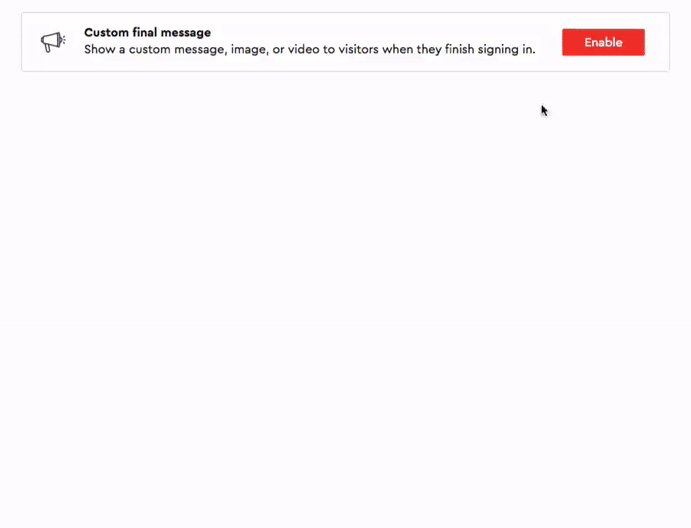 Custom final message
Show a custom message, image, or video to visitors when they finish signing in.
Enable